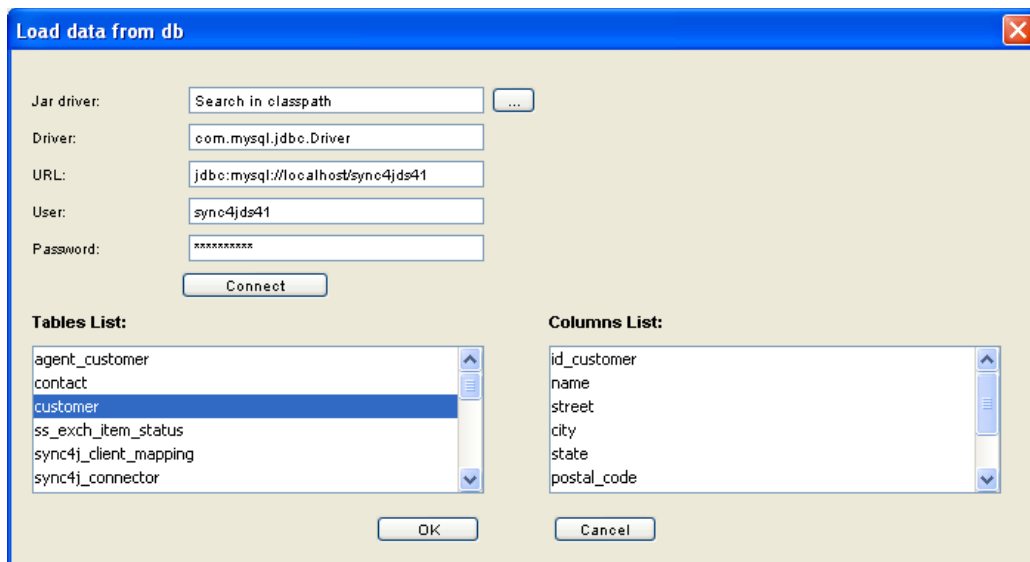 Load data from db
Jar driver: Search in classpath ...
Driver: com.mysql.jdbc.Driver
URL: jdbc:mysql://localhost/sync4jds41
User: sync4jds41
Password: **********
Connect
Tables List:
agent_customer
contact
customer
ss_exch_item_status
sync4j_client_mapping
sync4j_connector
Columns List:
id_customer
name
street
city
state
postal_code
OK Cancel